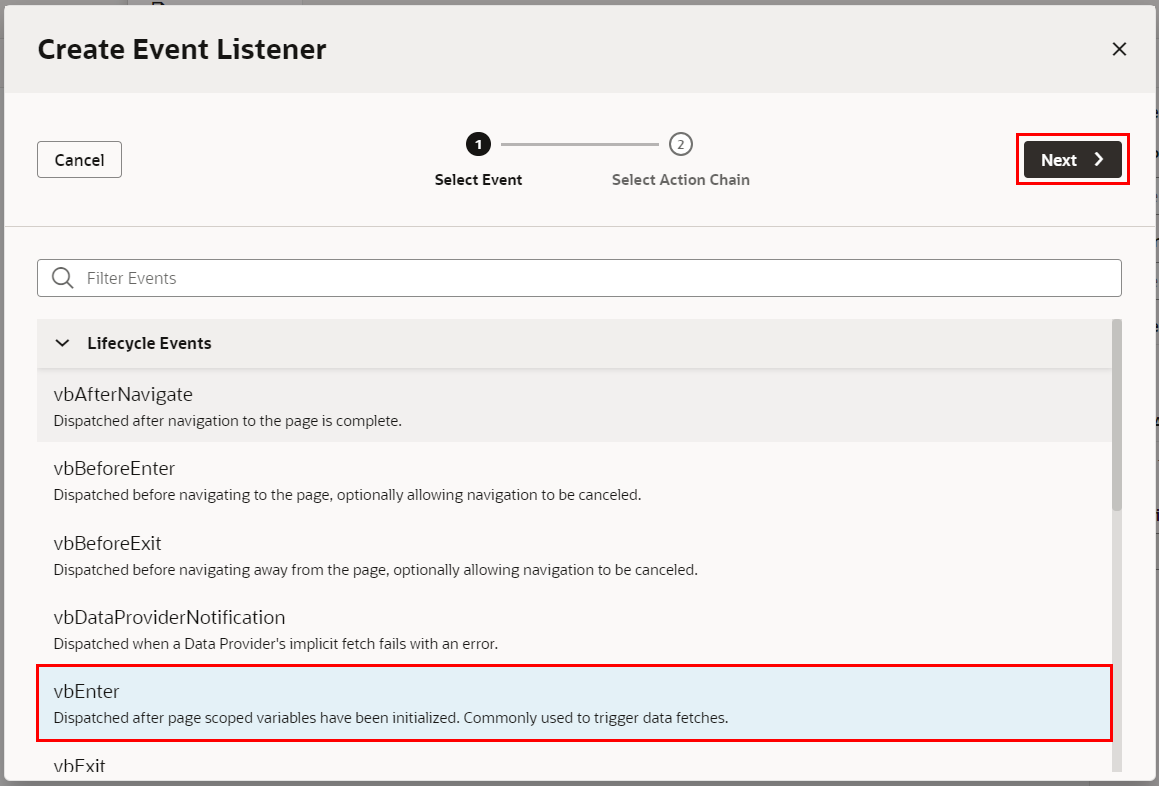 Create Event Listener
Cancel
1
2
Next
Select Event
Select Action Chain
Filter Events
Lifecycle Events
vbAfterNavigate
Dispatched after navigation to the page is complete.
vbBeforeEnter
Dispatched before navigating to the page, optionally allowing navigation to be canceled.
vbBeforeExit
Dispatched before navigating away from the page, optionally allowing navigation to be canceled.
vbDataProviderNotification
Dispatched when a Data Provider's implicit fetch fails with an error.
vbEnter
Dispatched after page scoped variables have been initialized. Commonly used to trigger data fetches.
vbExit